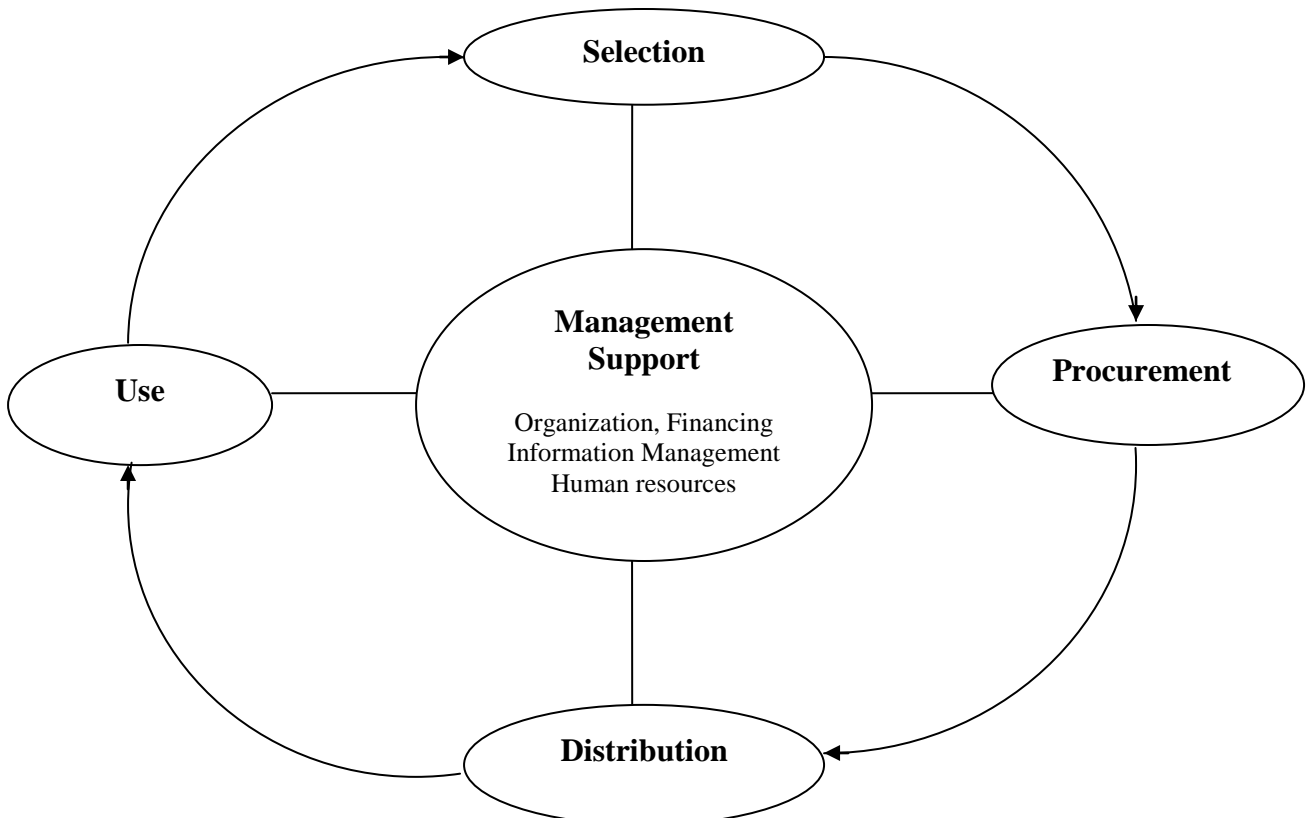 Selection
Management
Support
Organization, Financing
Information Management
Human resources
Use
Procurement
Distribution